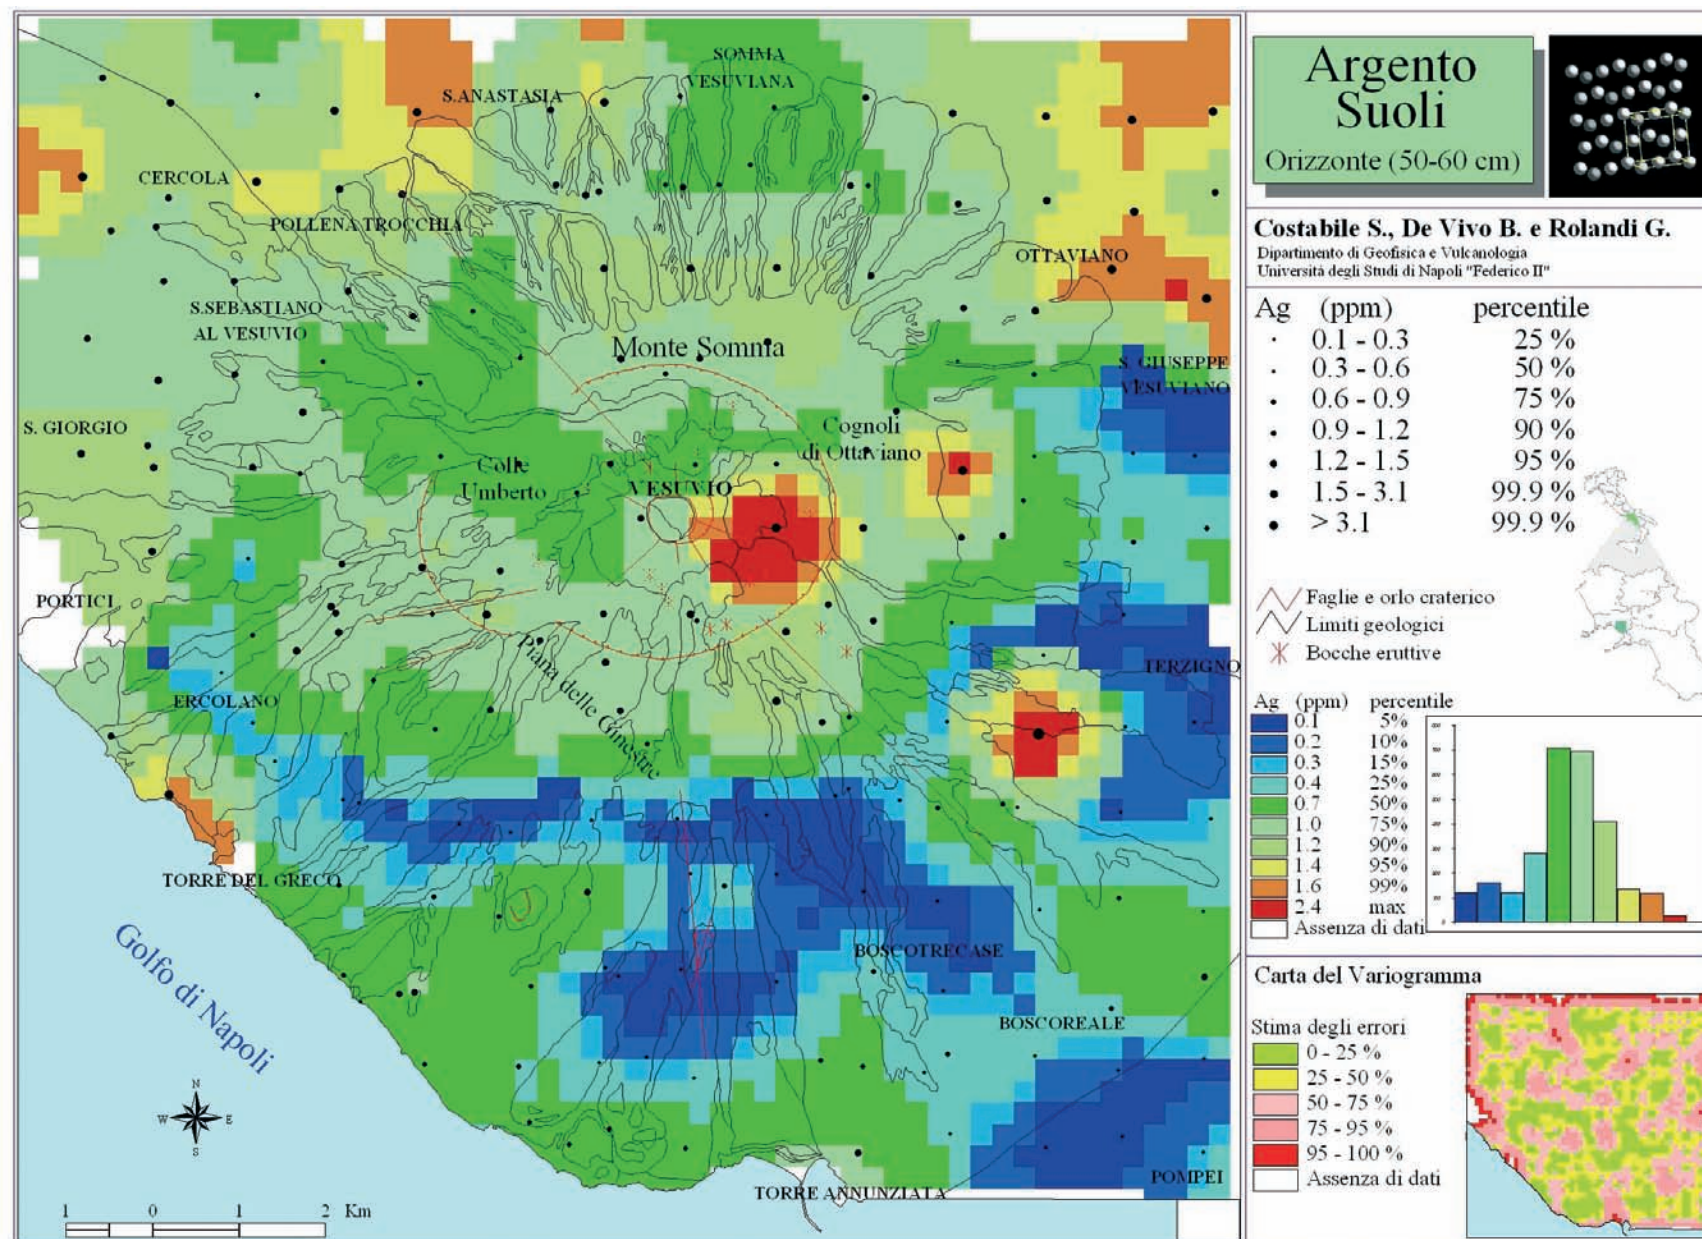 SOMMA
VESUVIANA
S.ANASTASIA
CERCOLA
POLLENA TROCCHIA
OTTAVIANO
S.SEBASTIANO
AL VESUVIO
Monte Somma
S. GIUSEPPE
VESUVIANO
S. GIORGIO
Cognoli
di Ottaviano
Colle
Umberto
VESUVIO
PORTICI
Piana delle Ginestre
TERZIGNO
ERCOLANO
TORRE DEL GRECO
Golfo di Napoli
BOSCOTRECASE
BOSCOREALE
N
W E
S
POMPEI
TORRE ANNUNZIATA
1 0 1 2 Km
Argento
Suoli
Orizzonte (50-60 cm)
Costabile S., De Vivo B. e Rolandi G.
Dipartimento di Geofisica e Vulcanologia
Università degli Studi di Napoli "Federico II"
Ag (ppm) percentile
0.1 - 0.3 25 %
0.3 - 0.6 50 %
0.6 - 0.9 75 %
0.9 - 1.2 90 %
1.2 - 1.5 95 %
1.5 - 3.1 99.9 %
> 3.1 99.9 %
Faglie e orlo craterico
Limiti geologici
Bocche eruttive
Ag (ppm) percentile
0.1 5%
0.2 10%
0.3 15%
0.4 25%
0.7 50%
1.0 75%
1.2 90%
1.4 95%
1.6 99%
2.4 max
Assenza di dati
Carta del Variogramma
Stima degli errori
0 - 25 %
25 - 50 %
50 - 75 %
75 - 95 %
95 - 100 %
Assenza di dati